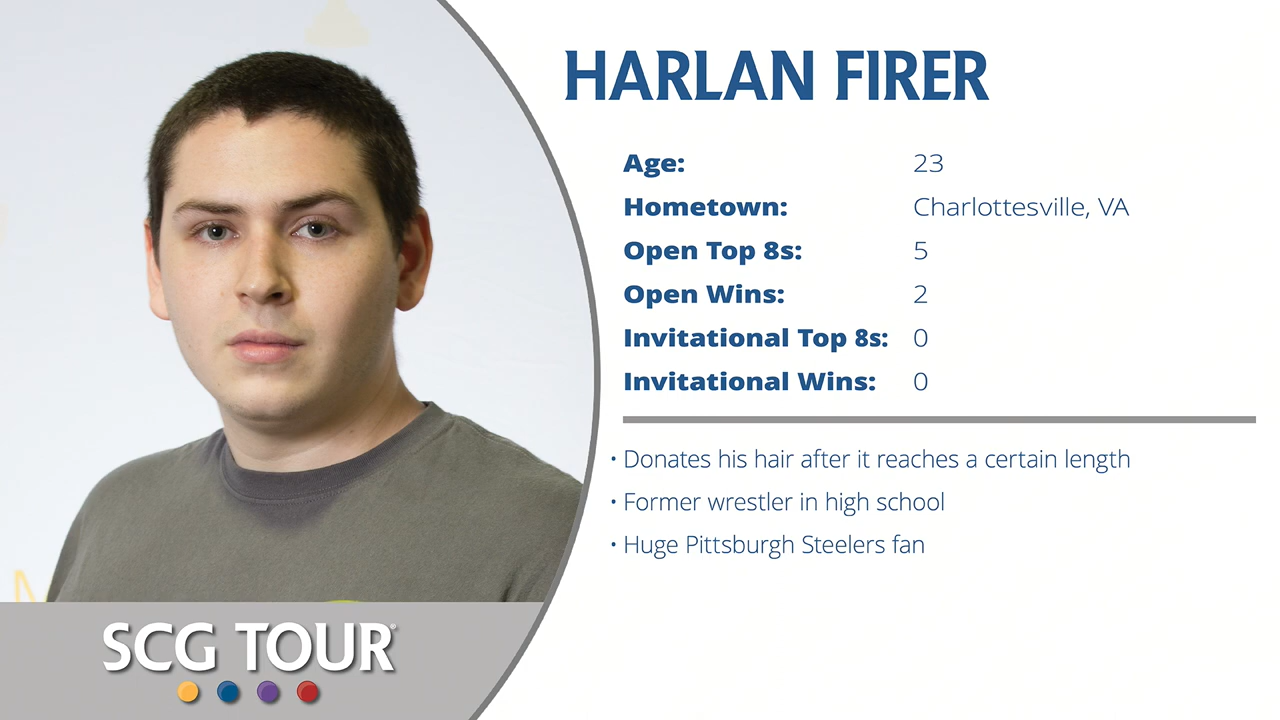 HARLAN FIRER
Age: 23
Hometown: Charlottesville, VA
Open Top 8s: 5
Open Wins: 2
Invitational Top 8s: 0
Invitational Wins: 0
• Donates his hair after it reaches a certain length
• Former wrestler in high school
• Huge Pittsburgh Steelers fan
SCG TOUR®